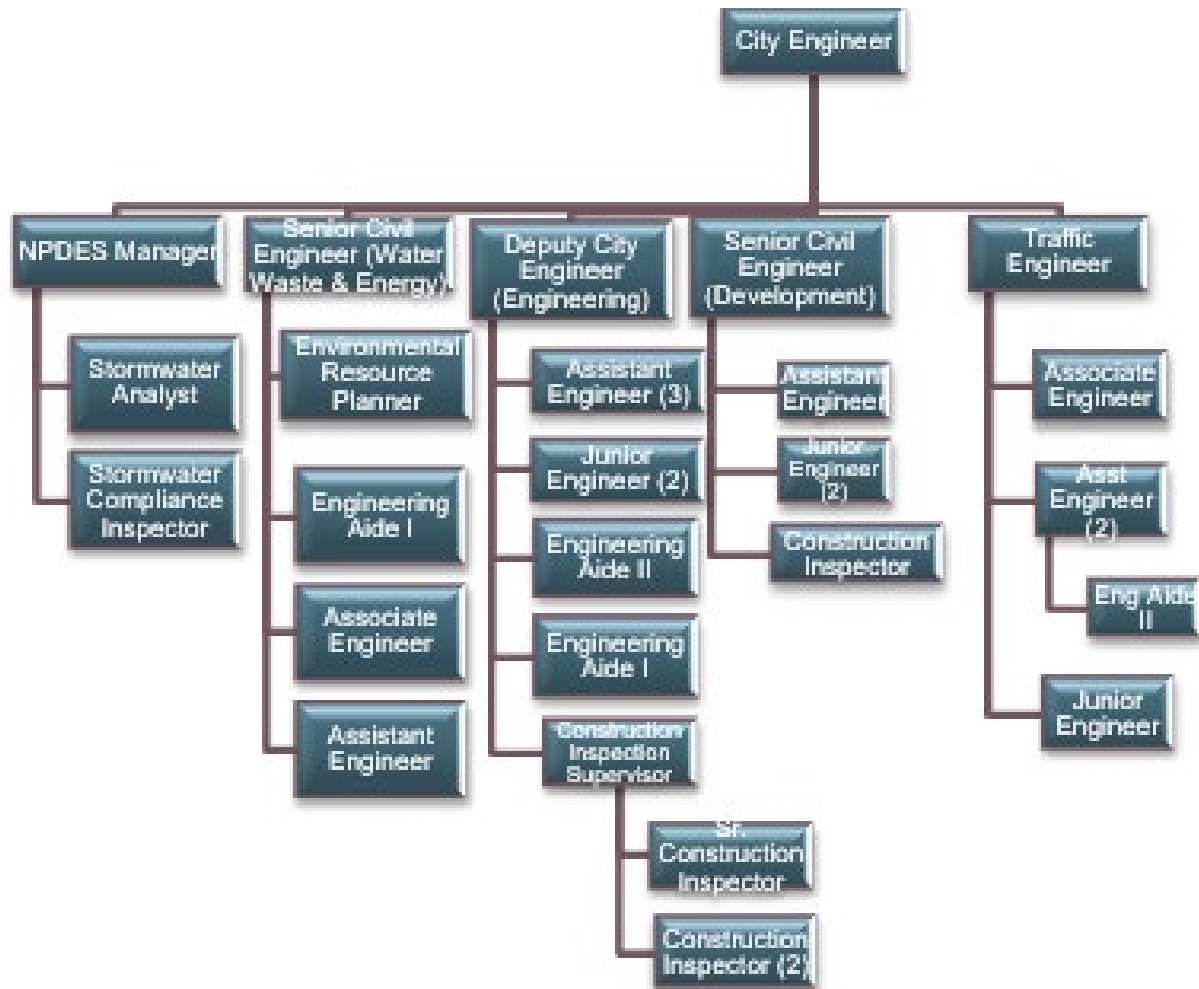 City Engineer
NPDES Manager
Stormwater
Analyst
Stormwater
Compliance
Inspector
Senior Civil
Engineer (Water
Waste & Energy)
Environmental
Resource
Planner
Engineering
Aide I
Associate
Engineer
Assistant
Engineer
Deputy City
Engineer
(Engineering)
Assistant
Engineer (3)
Junior
Engineer (2)
Engineering
Aide II
Engineering
Aide I
Construction
Inspection
Supervisor
Sr.
Construction
Inspector
Construction
Inspector (2)
Senior Civil
Engineer
(Development)
Assistant
Engineer
Junior
Engineer
(2)
Construction
Inspector
Traffic
Engineer
Associate
Engineer
Asst
Engineer
(2)
Eng Aide
II
Junior
Engineer